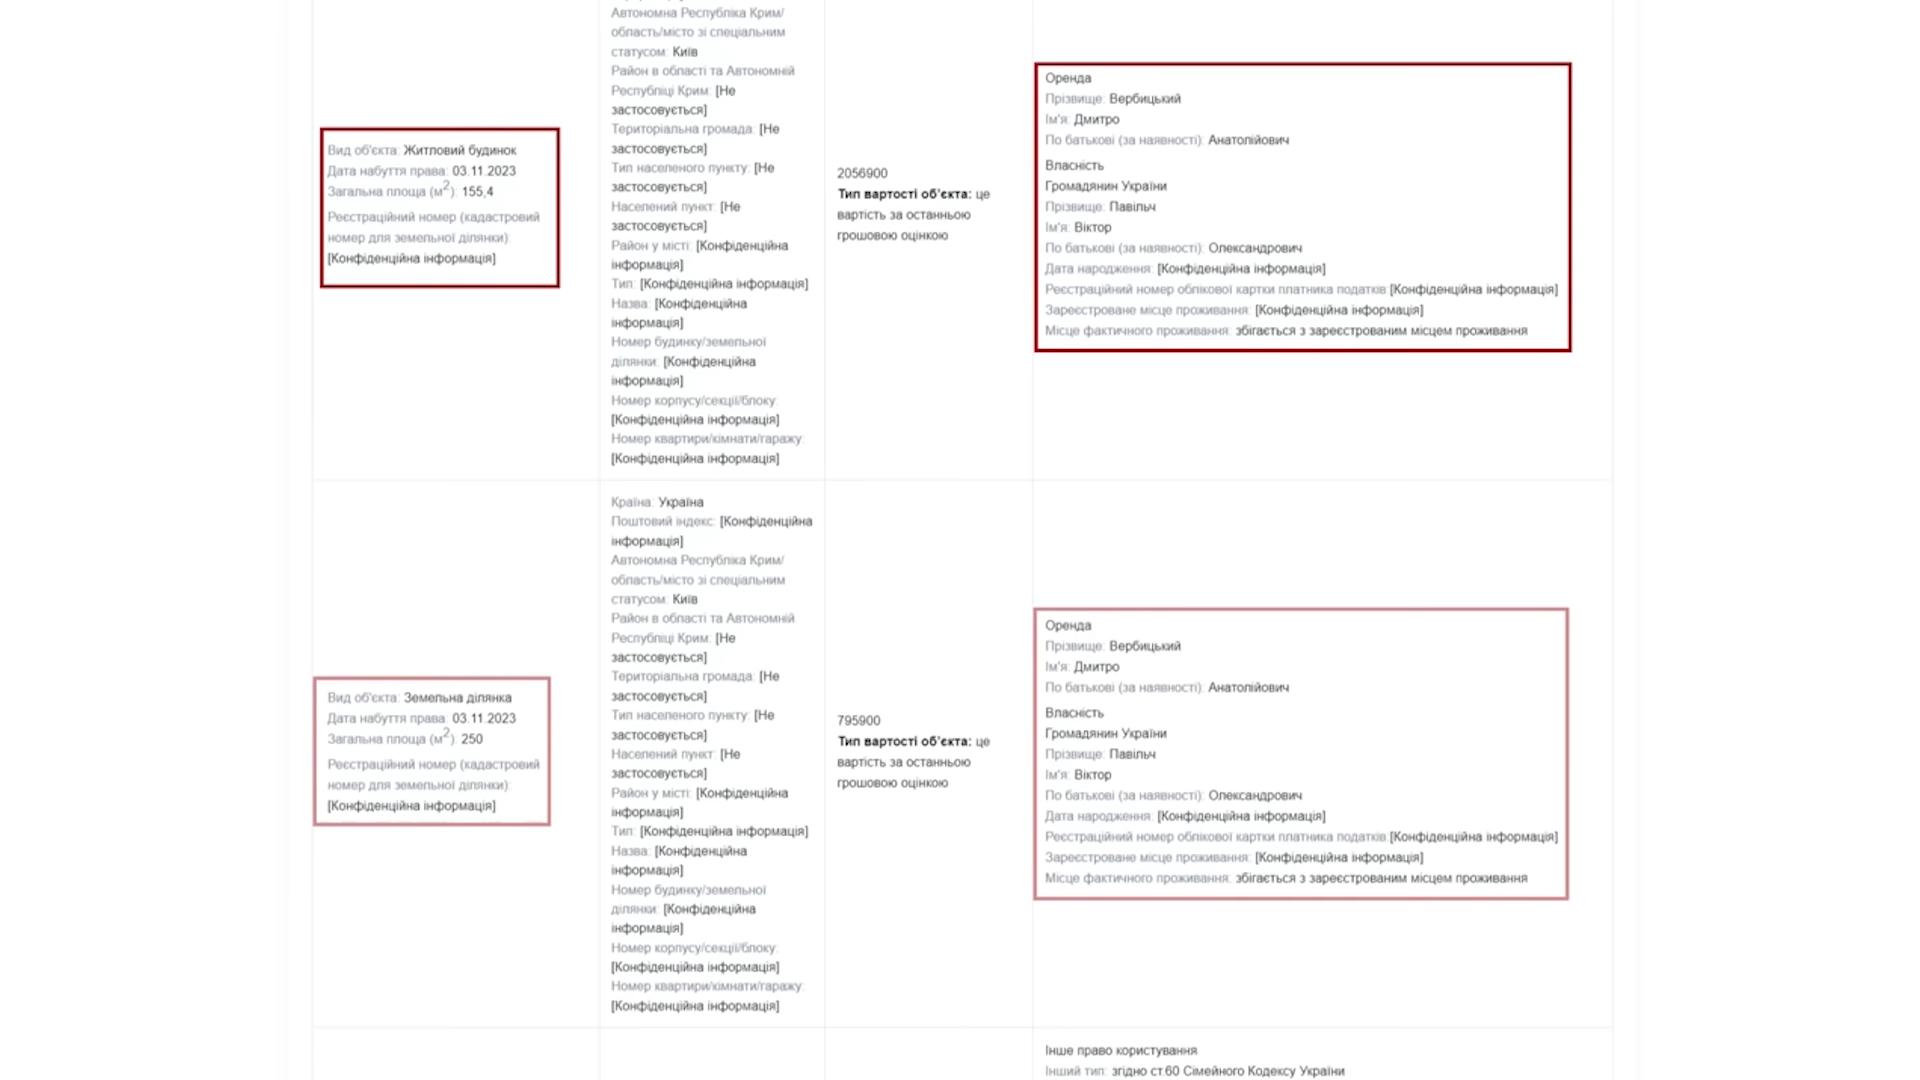 Автономна Республіка Крим/
область/місто зі спеціальним
статусом: Київ
Район в області та Автономній
Республіці Крим: [Не
застосовується]
Територіальна громада: [Не
застосовується]
Тип населеного пункту: [Не
застосовується]
Населений пункт: [Не
застосовується]
Район у місті: [Конфіденційна
інформація]
Тип: [Конфіденційна інформація]
Назва: [Конфіденційна
інформація]
Номер будинку/земельної
ділянки: [Конфіденційна
інформація]
Номер корпусу/секції/блоку:
[Конфіденційна інформація]
Номер квартири/кімнати/гаражу:
[Конфіденційна інформація]
Вид об'єкта: Житловий будинок
Дата набуття права: 03.11.2023
Загальна площа (м2): 155,4
Реєстраційний номер (кадастровий
номер для земельної ділянки):
[Конфіденційна інформація]
2056900
Тип вартості об'єкта: це
вартість за останньою
грошовою оцінкою
Оренда
Прізвище: Вербицький
Ім'я: Дмитро
По батькові (за наявності): Анатолійович
Власність
Громадянин України
Прізвище: Павільч
Ім'я: Віктор
По батькові (за наявності): Олександрович
Дата народження: [Конфіденційна інформація]
Реєстраційний номер облікової картки платника податків [Конфіденційна інформація]
Зареєстроване місце проживання: [Конфіденційна інформація]
Місце фактичного проживання: збігається з зареєстрованим місцем проживання
Вид об'єкта: Земельна ділянка
Дата набуття права: 03.11.2023
Загальна площа (м2): 250
Реєстраційний номер (кадастровий
номер для земельної ділянки):
[Конфіденційна інформація]
Країна: Україна
Поштовий індекс: [Конфіденційна
інформація]
Автономна Республіка Крим/
область/місто зі спеціальним
статусом: Київ
Район в області та Автономній
Республіці Крим: [Не
застосовується]
Територіальна громада: [Не
застосовується]
Тип населеного пункту: [Не
застосовується]
Населений пункт: [Не
застосовується]
Район у місті: [Конфіденційна
інформація]
Тип: [Конфіденційна інформація]
Назва: [Конфіденційна
інформація]
Номер будинку/земельної
ділянки: [Конфіденційна
інформація]
Номер корпусу/секції/блоку:
[Конфіденційна інформація]
Номер квартири/кімнати/гаражу:
[Конфіденційна інформація]
795900
Тип вартості об'єкта: це
вартість за останньою
грошовою оцінкою
Оренда
Прізвище: Вербицький
Ім'я: Дмитро
По батькові (за наявності): Анатолійович
Власність
Громадянин України
Прізвище: Павільч
Ім'я: Віктор
По батькові (за наявності): Олександрович
Дата народження: [Конфіденційна інформація]
Реєстраційний номер облікової картки платника податків [Конфіденційна інформація]
Зареєстроване місце проживання: [Конфіденційна інформація]
Місце фактичного проживання: збігається з зареєстрованим місцем проживання
Інше право користування
Інший тип: згідно ст.60 Сімейного Кодексу України